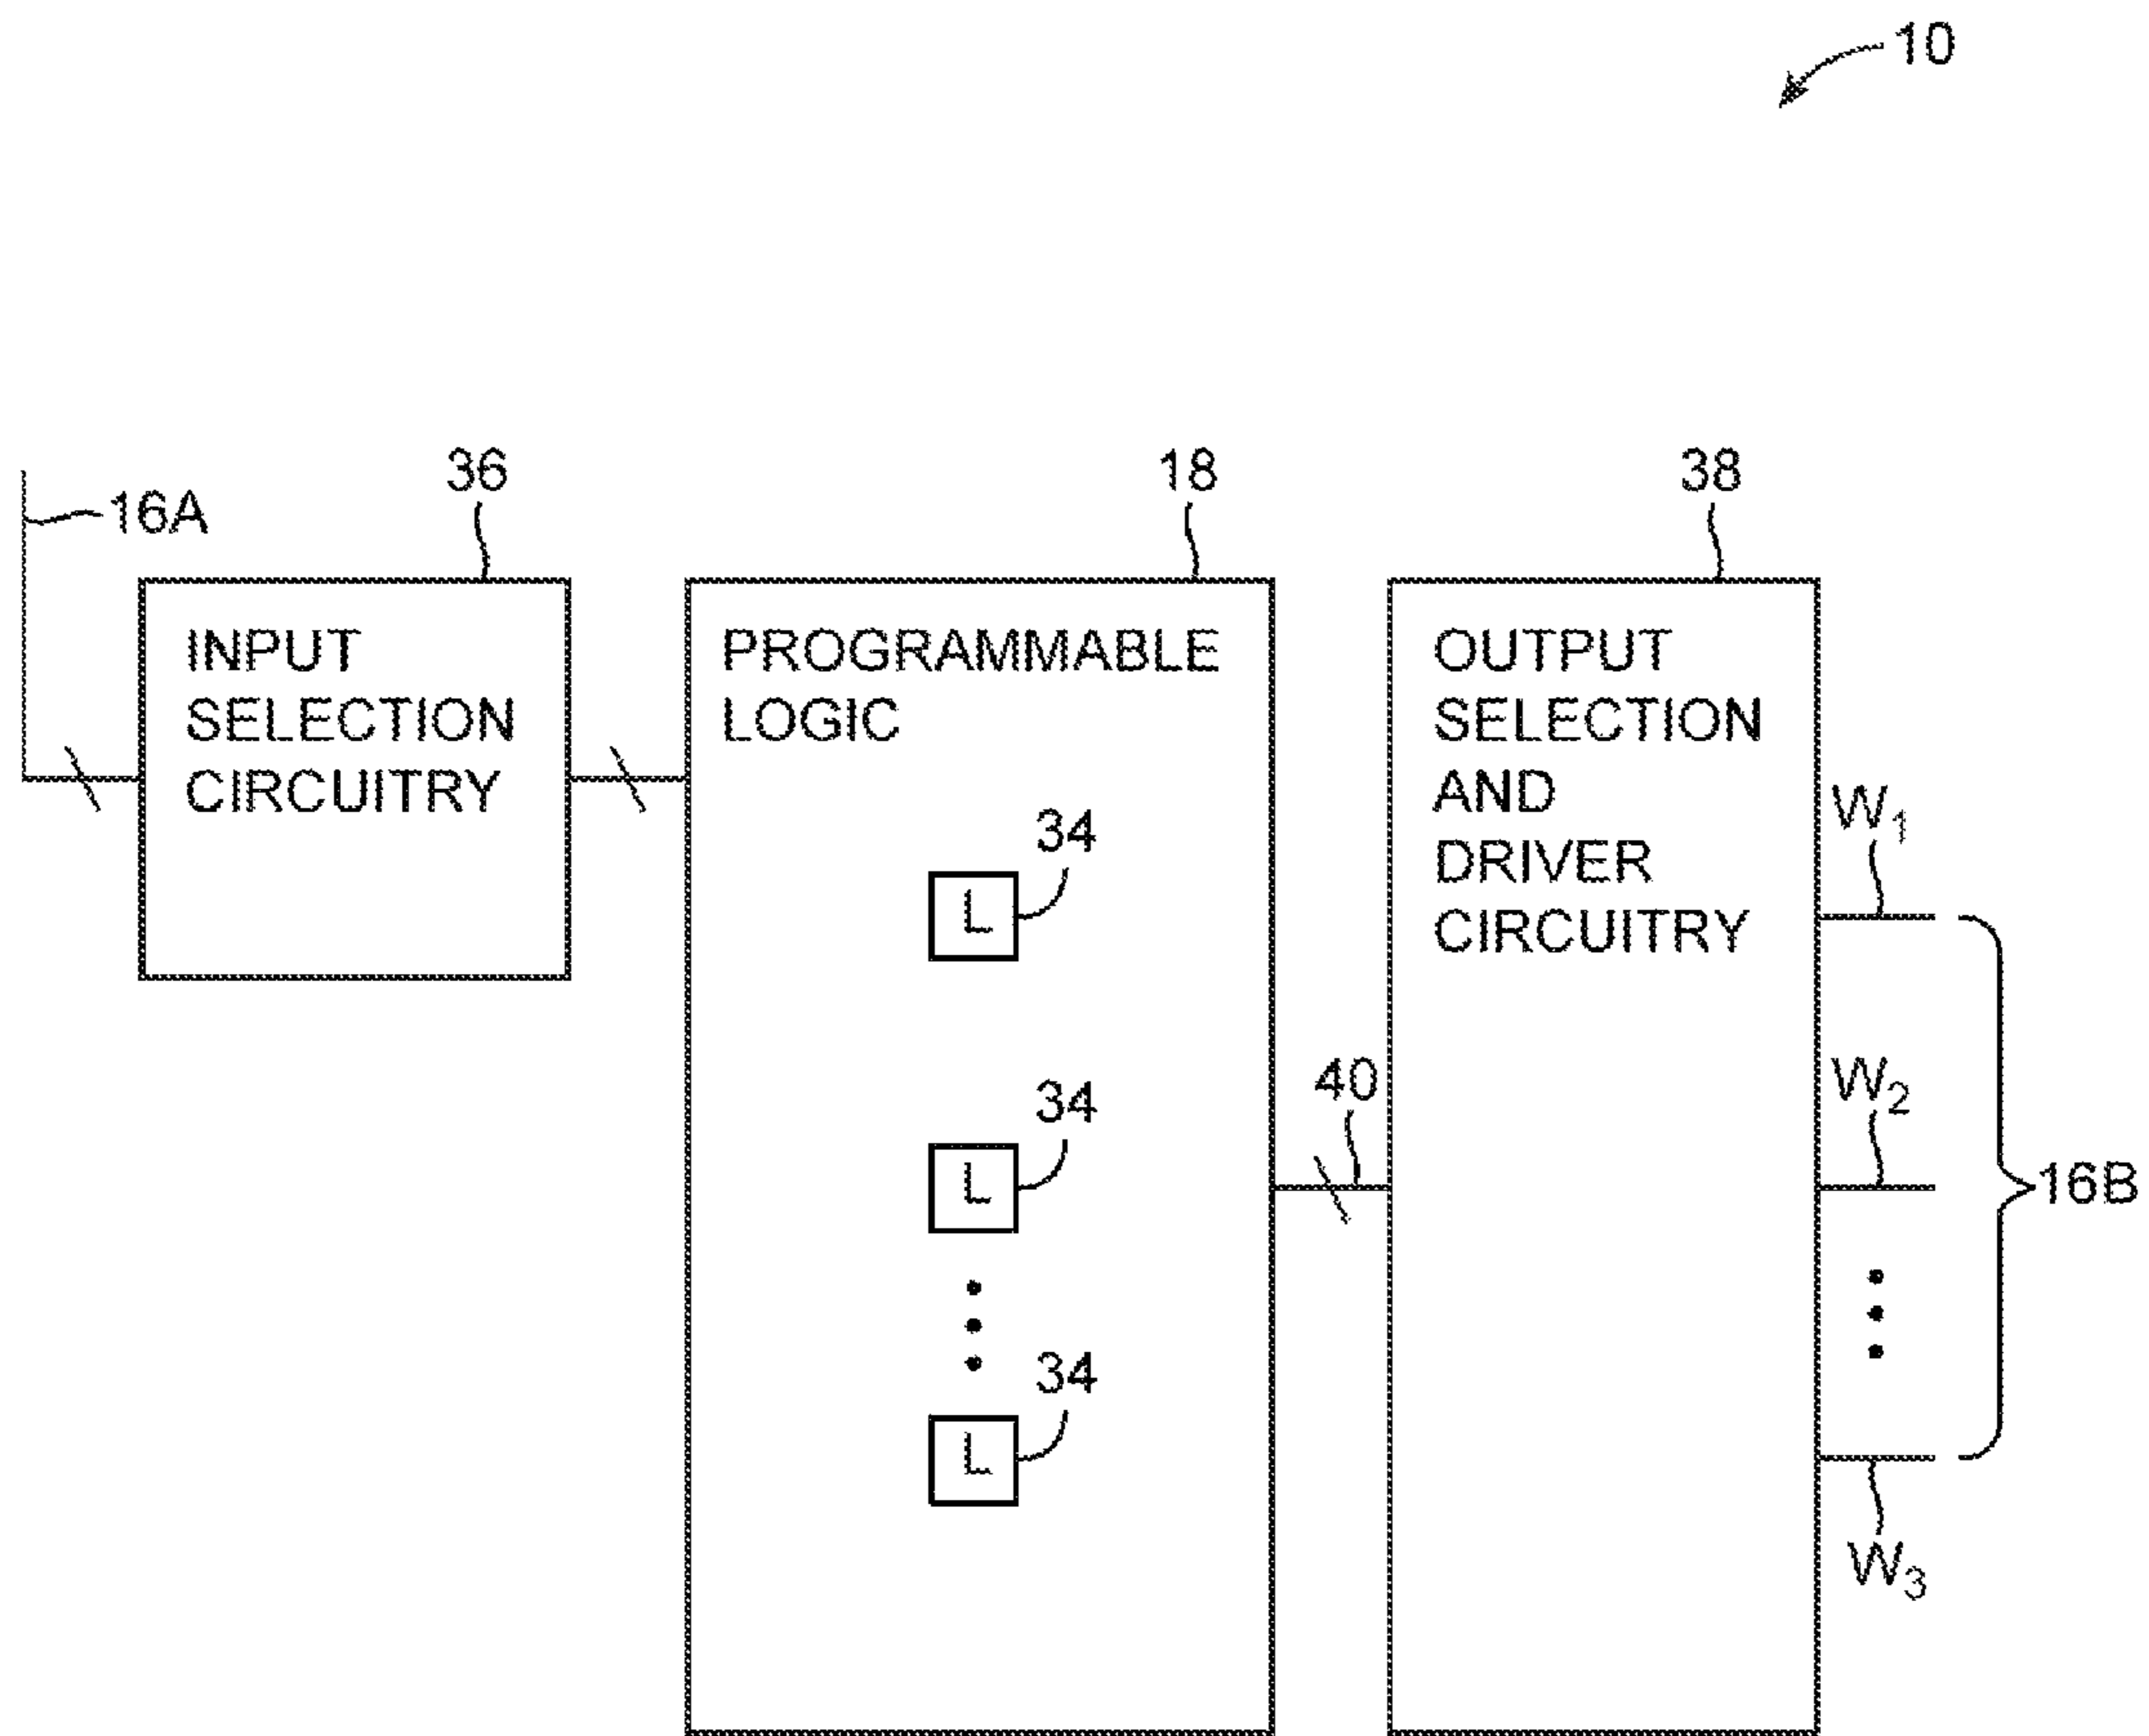 10
36
18
38
16A
INPUT
SELECTION
CIRCUITRY
PROGRAMMABLE
LOGIC
OUTPUT
SELECTION
AND
DRIVER
CIRCUITRY
34
L
34
L
34
L
40
W₁
W₂
16B
W₃